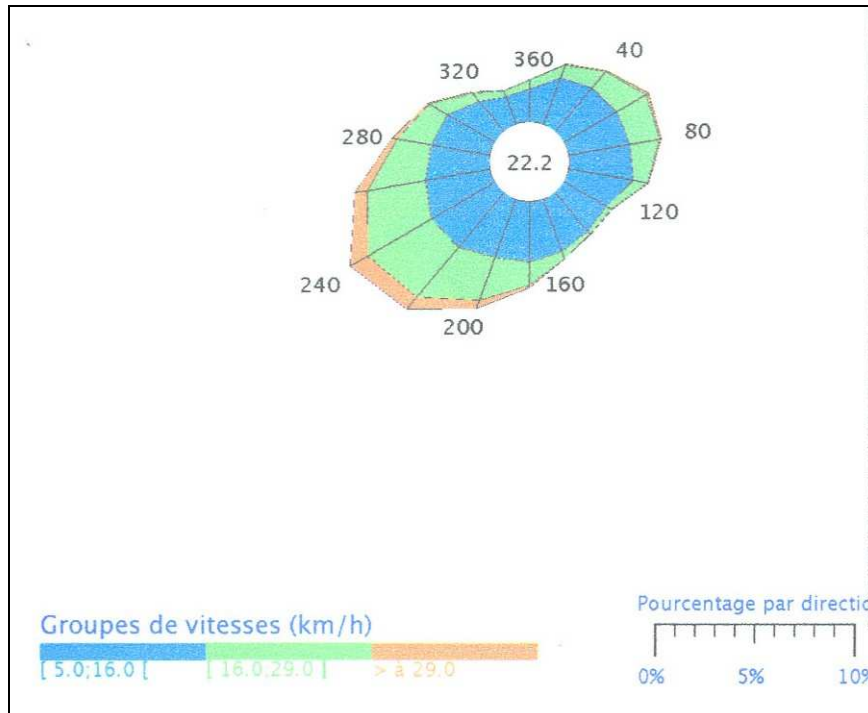 360
40
320
280
80
22.2
120
240
160
200
Groupes de vitesses (km/h)
[ 5.0;16.0 [
[ 16.0;29.0 ]
> à 29.0
Pourcentage par directio
0%
5%
10%